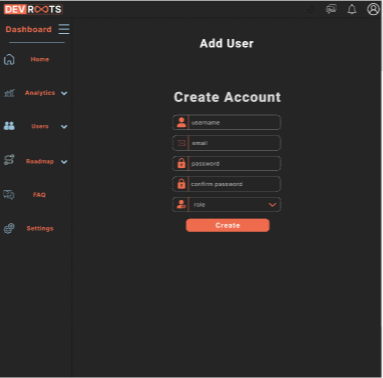 DEV ROOTS
Dashboard
Add User
Home
Create Account
Analytics
username
Users
email
password
Roadmap
confirm password
FAQ
role
Settings
Create